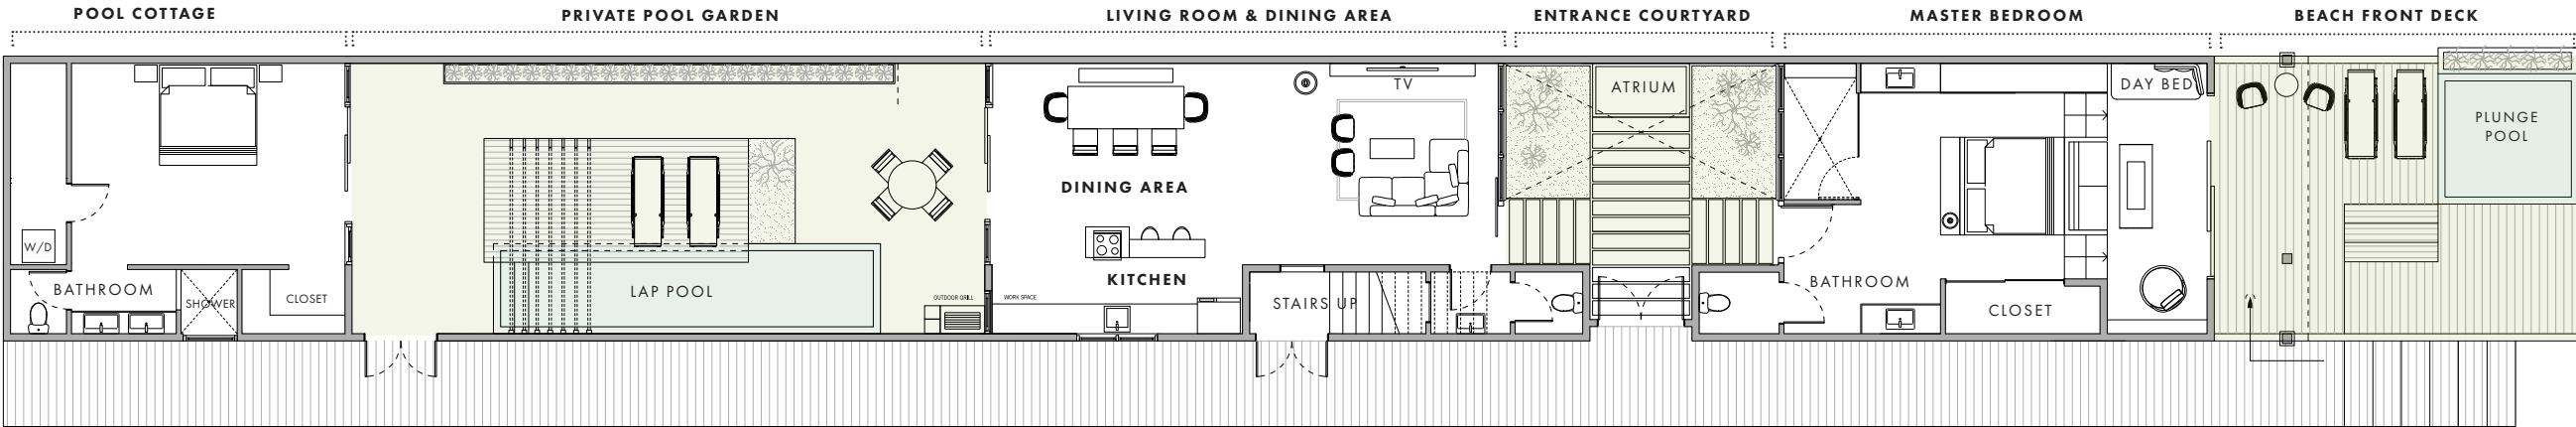 POOL COTTAGE
PRIVATE POOL GARDEN
LIVING ROOM & DINING AREA
ENTRANCE COURTYARD
MASTER BEDROOM
BEACH FRONT DECK
TV
ATRIUM
DAY BED
PLUNGE
POOL
DINING AREA
W/D
KITCHEN
BATHROOM
SHOWER
CLOSET
LAP POOL
OUTDOOR GRILL
WORK SPACE
STAIRS UP
BATHROOM
CLOSET